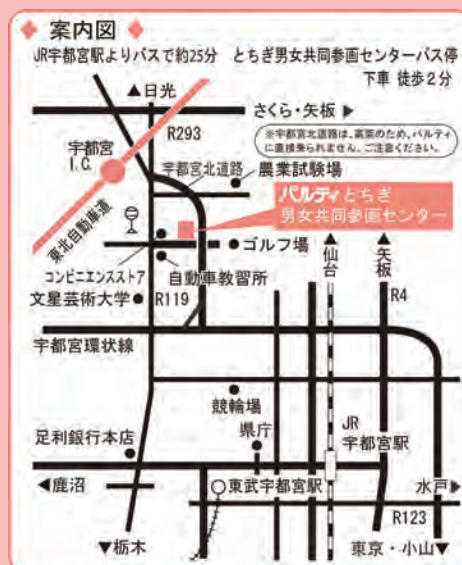 ◆ 案内図 ◆
JR宇都宮駅よりバスで約25分 とちぎ男女共同参画センターバス停
下車 徒歩2分
▲日光
さくら・矢板▶
R293
※宇都宮北道路は、高架のため、パルティ
に直接乗られません。ご注意ください。
宇都宮
I.C.
宇都宮北道路
農業試験場
パルティとちぎ
男女共同参画センター
東北自動車道
ゴルフ場
▲仙台
▲矢板
コンビニエンスストア
自動車教習所
文星芸術大学
R119
R4
宇都宮環状線
競輪場
県庁
JR
宇都宮駅
足利銀行本店
◀鹿沼
東武宇都宮駅
水戸▶
R123
▼栃木
東京・小山▼